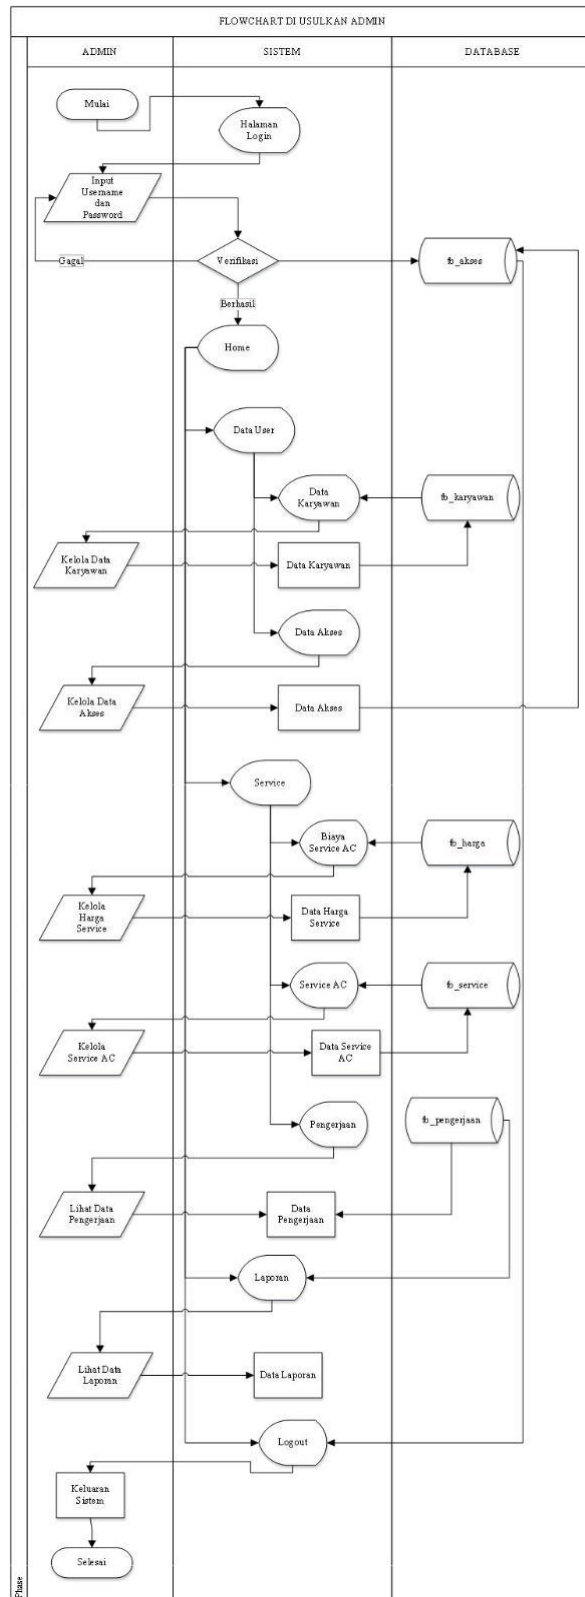 FLOWCHART DI USULKAN ADMIN
ADMIN
SISTEM
DATABASE
Mulai
Halaman
Login
Input
Username
dan
Password
Gagal
Verifikasi
tb_akses
Berhasil
Home
Data User
Data
Karyawan
tb_karyawan
Kelola Data
Karyawan
Data Karyawan
Data Akses
Kelola Data
Akses
Data Akses
Service
Biaya
Service AC
tb_harga
Kelola
Harga
Service
Data Harga
Service
Service AC
tb_service
Kelola
Service AC
Data Service
AC
Pengerjaan
tb_pengerjaan
Lihat Data
Pengerjaan
Data
Pengerjaan
Laporan
Lihat Data
Laporan
Data Laporan
Logout
Keluaran
Sistem
Selesai
Phase